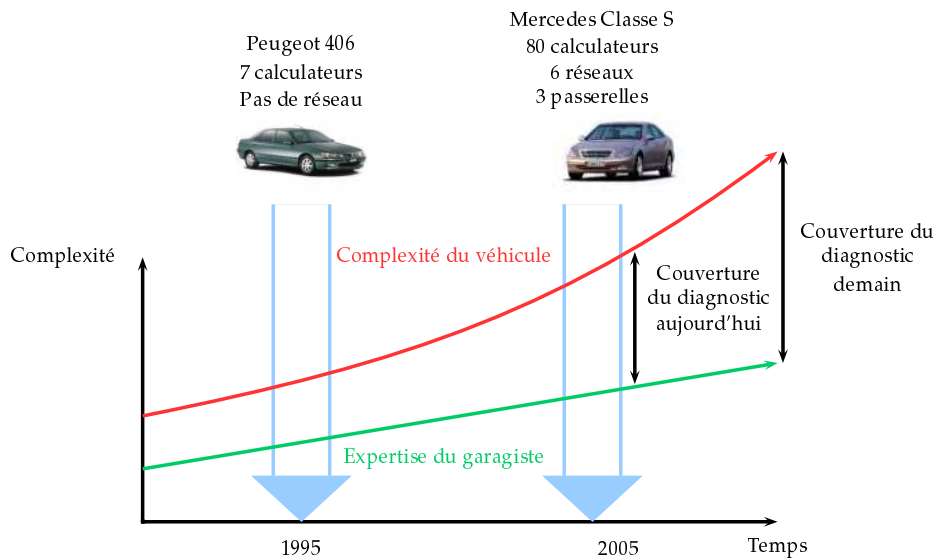 Peugeot 406
7 calculateurs
Pas de réseau
Mercedes Classe S
80 calculateurs
6 réseaux
3 passerelles
Complexité
Complexité du véhicule
Couverture
du diagnostic
aujourd'hui
Couverture du
diagnostic
demain
Expertise du garagiste
1995
2005
Temps